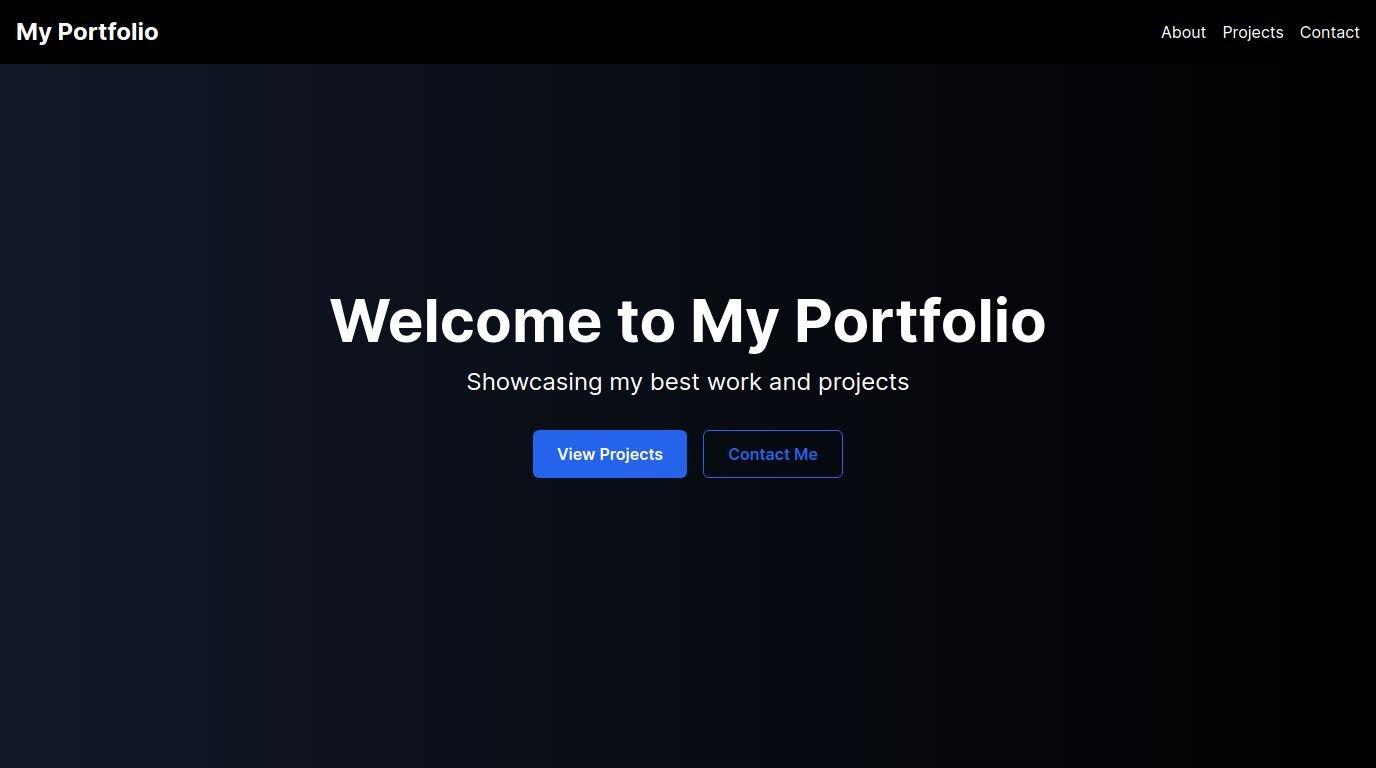 My Portfolio
About Projects Contact
Welcome to My Portfolio
Showcasing my best work and projects
View Projects Contact Me